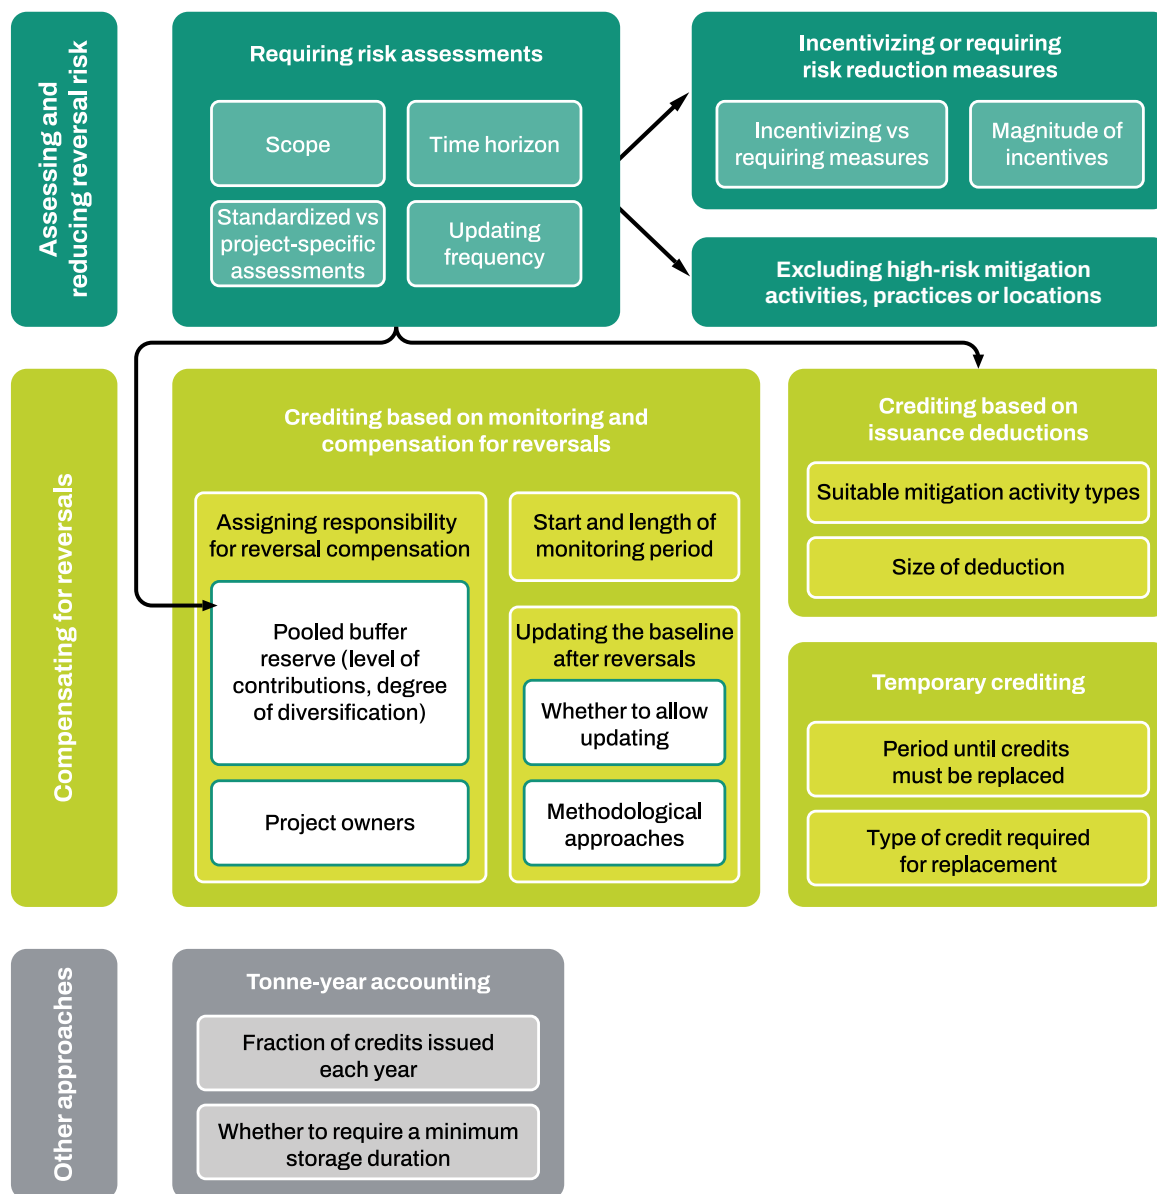 Assessing and
reducing reversal risk
Requiring risk assessments
Scope
Time horizon
Standardized vs
project-specific
assessments
Updating
frequency
Incentivizing or requiring
risk reduction measures
Incentivizing vs
requiring measures
Magnitude of
incentives
Excluding high-risk mitigation
activities, practices or locations
Compensating for reversals
Crediting based on monitoring and
compensation for reversals
Assigning responsibility
for reversal compensation
Pooled buffer
reserve (level of
contributions, degree
of diversification)
Project owners
Start and length of
monitoring period
Updating the baseline
after reversals
Whether to allow
updating
Methodological
approaches
Crediting based on
issuance deductions
Suitable mitigation activity types
Size of deduction
Temporary crediting
Period until credits
must be replaced
Type of credit required
for replacement
Other approaches
Tonne-year accounting
Fraction of credits issued
each year
Whether to require a minimum
storage duration